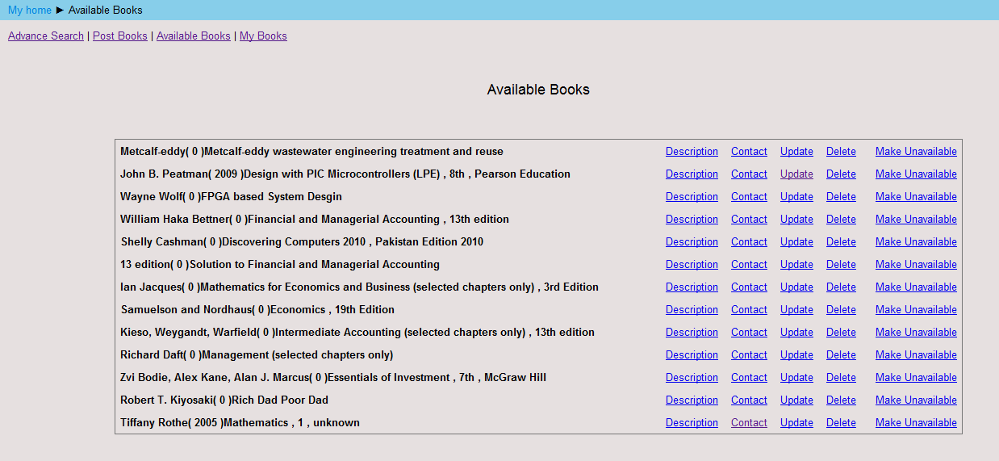 My home ► Available Books
Advance Search | Post Books | Available Books | My Books
Available Books
Metcalf-eddy( 0 )Metcalf-eddy wastewater engineering treatment and reuse Description Contact Update Delete Make Unavailable
John B. Peatman( 2009 )Design with PIC Microcontrollers (LPE) , 8th , Pearson Education Description Contact Update Delete Make Unavailable
Wayne Wolf( 0 )FPGA based System Desgin Description Contact Update Delete Make Unavailable
William Haka Bettner( 0 )Financial and Managerial Accounting , 13th edition Description Contact Update Delete Make Unavailable
Shelly Cashman( 0 )Discovering Computers 2010 , Pakistan Edition 2010 Description Contact Update Delete Make Unavailable
13 edition( 0 )Solution to Financial and Managerial Accounting Description Contact Update Delete Make Unavailable
Ian Jacques( 0 )Mathematics for Economics and Business (selected chapters only) , 3rd Edition Description Contact Update Delete Make Unavailable
Samuelson and Nordhaus( 0 )Economics , 19th Edition Description Contact Update Delete Make Unavailable
Kieso, Weygandt, Warfield( 0 )Intermediate Accounting (selected chapters only) , 13th edition Description Contact Update Delete Make Unavailable
Richard Daft( 0 )Management (selected chapters only) Description Contact Update Delete Make Unavailable
Zvi Bodie, Alex Kane, Alan J. Marcus( 0 )Essentials of Investment , 7th , McGraw Hill Description Contact Update Delete Make Unavailable
Robert T. Kiyosaki( 0 )Rich Dad Poor Dad Description Contact Update Delete Make Unavailable
Tiffany Rothe( 2005 )Mathematics , 1 , unknown Description Contact Update Delete Make Unavailable